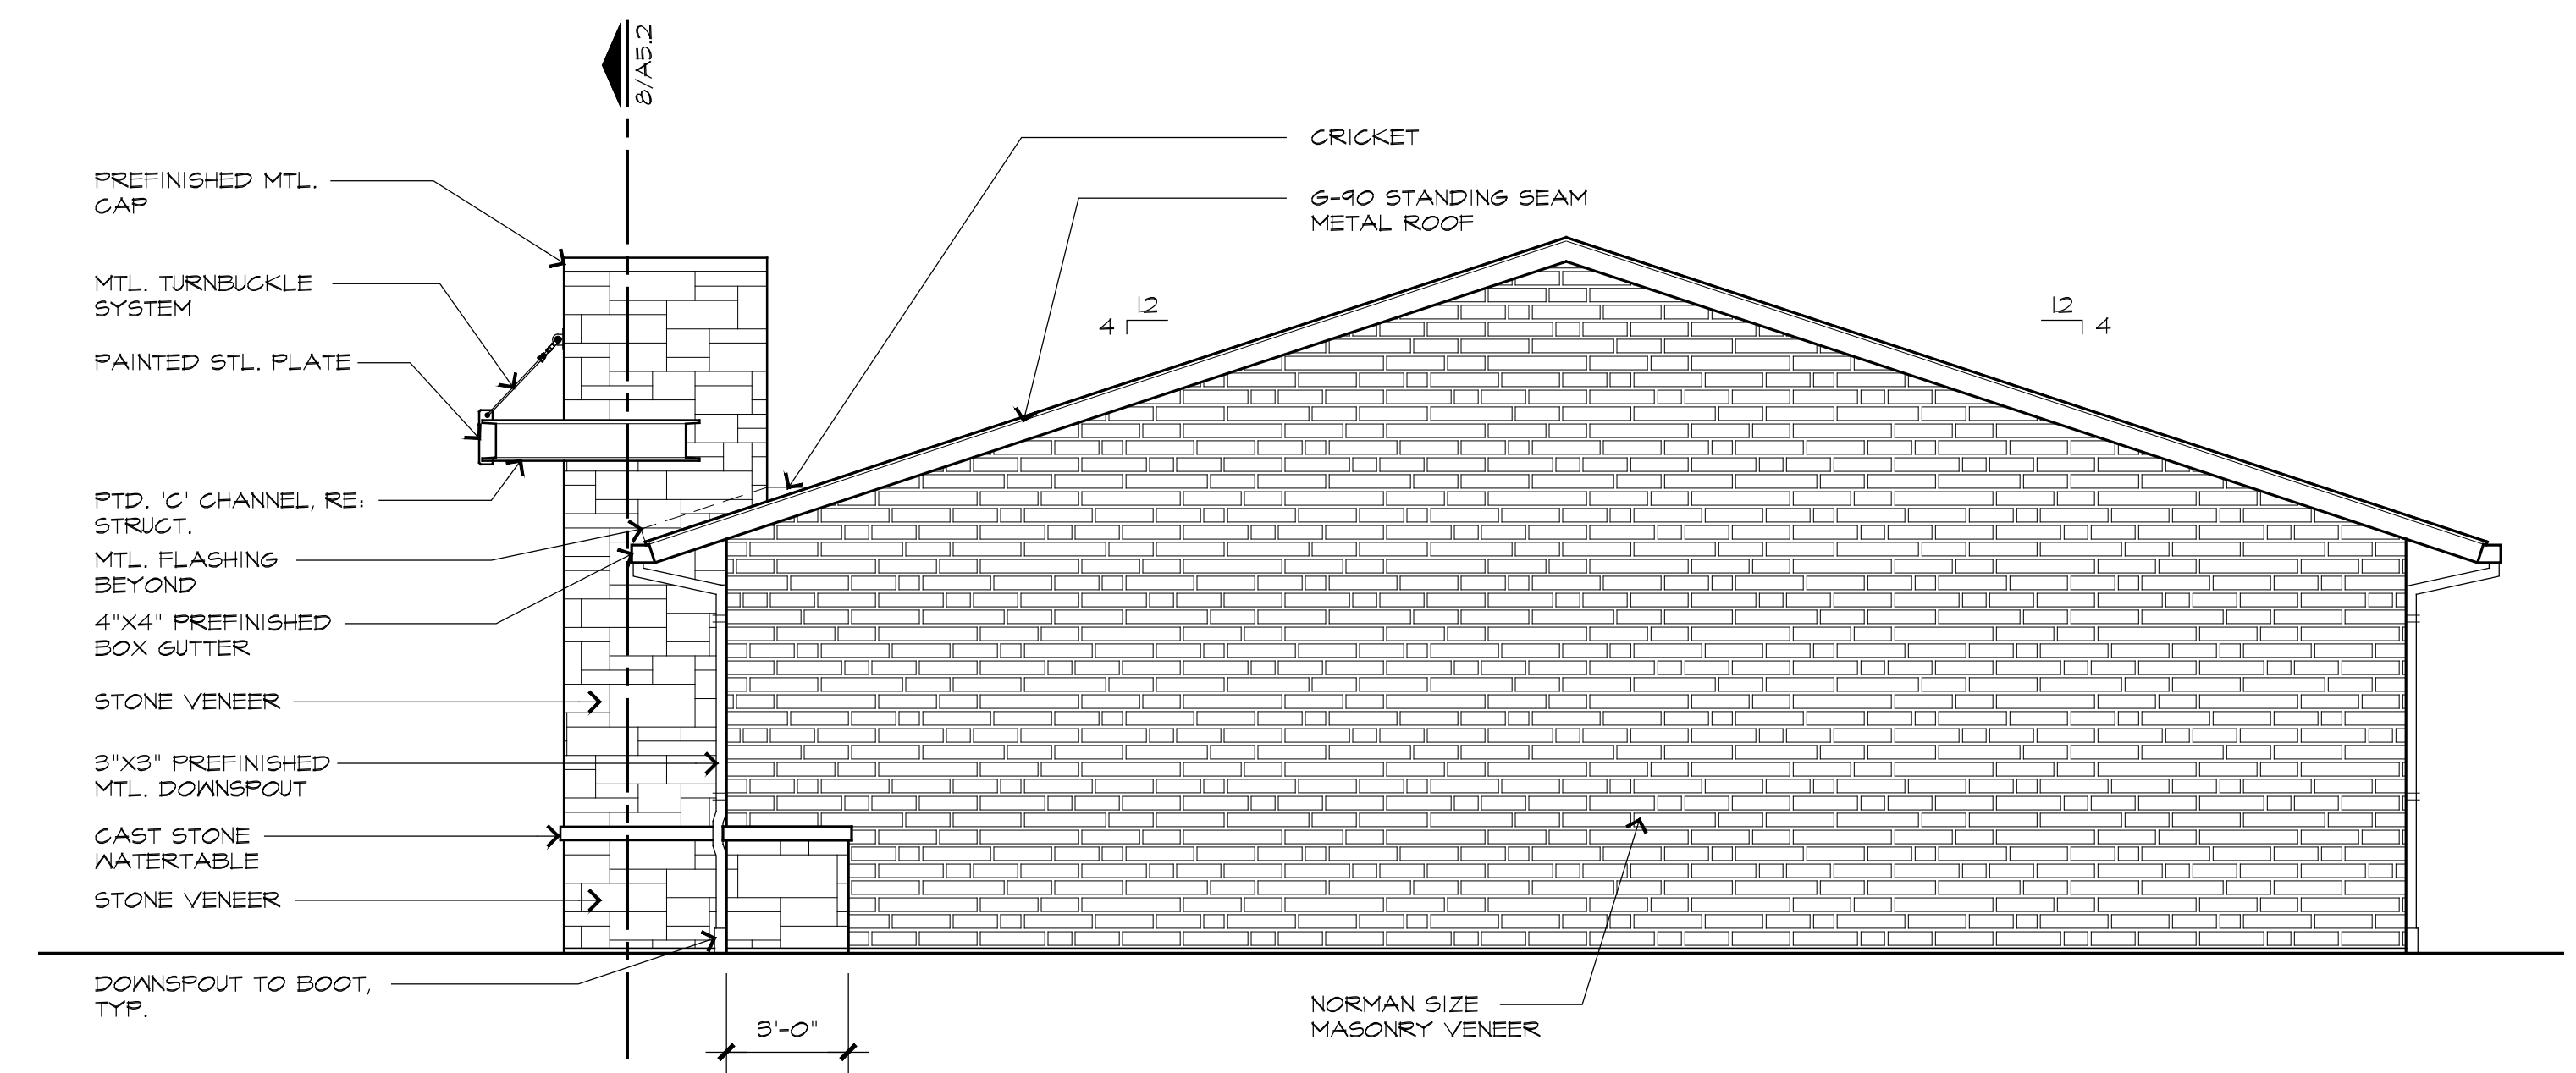 8/A5.2
PREFINISHED MTL.
CAP
MTL. TURNBUCKLE
SYSTEM
PAINTED STL. PLATE
PTD. 'C' CHANNEL, RE:
STRUCT.
MTL. FLASHING
BEYOND
4"X4" PREFINISHED
BOX GUTTER
STONE VENEER
3"X3" PREFINISHED
MTL. DOWNSPOUT
CAST STONE
WATERTABLE
STONE VENEER
DOWNSPOUT TO BOOT,
TYP.
3'-0"
CRICKET
G-90 STANDING SEAM
METAL ROOF
12
4
12
4
NORMAN SIZE
MASONRY VENEER